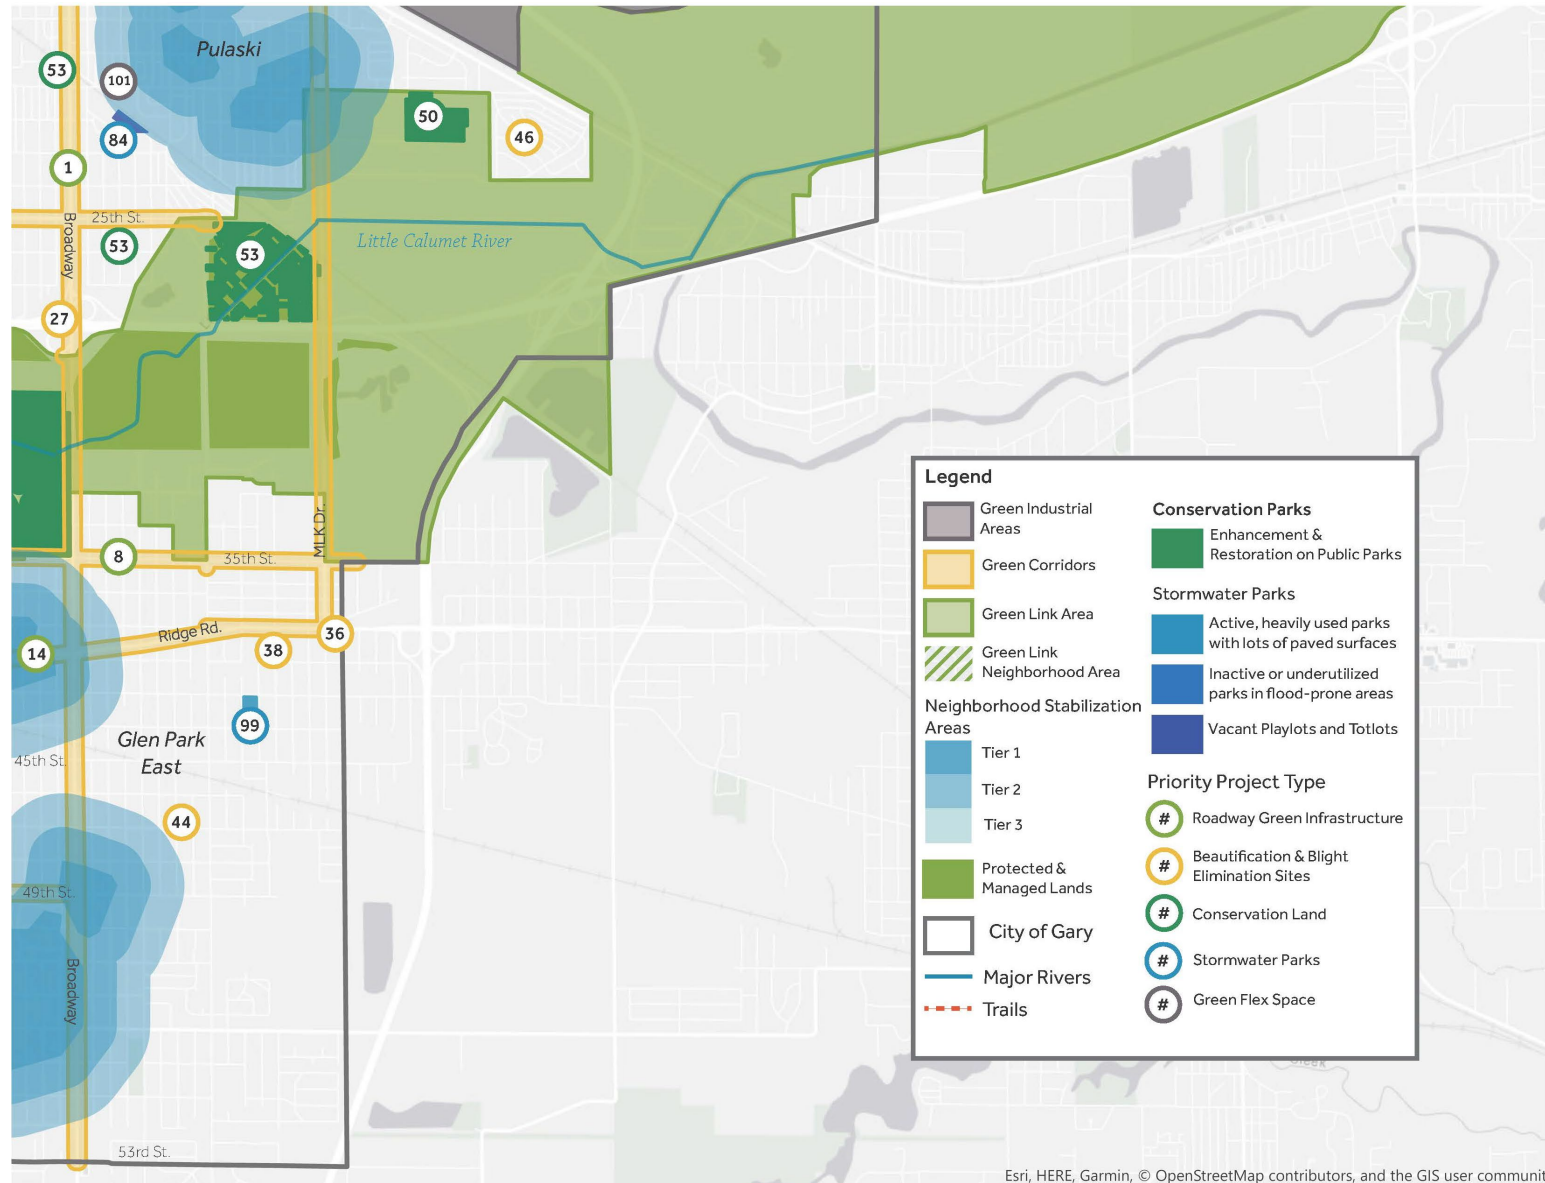 Pulaski
53
101
50
84
46
1
25th St.
Broadway
53
53
Little Calumet River
27
MLK Dr.
8
35th St.
Ridge Rd.
36
14
38
99
Glen Park
East
45th St.
44
49th St.
Broadway
53rd St.
Legend
Green Industrial
Areas
Green Corridors
Green Link Area
Green Link
Neighborhood Area
Neighborhood Stabilization
Areas
Tier 1
Tier 2
Tier 3
Protected &
Managed Lands
City of Gary
Major Rivers
Trails
Conservation Parks
Enhancement &
Restoration on Public Parks
Stormwater Parks
Active, heavily used parks
with lots of paved surfaces
Inactive or underutilized
parks in flood-prone areas
Vacant Playlots and Totlots
Priority Project Type
# Roadway Green Infrastructure
# Beautification & Blight
Elimination Sites
# Conservation Land
# Stormwater Parks
# Green Flex Space
Creek
Esri, HERE, Garmin, © OpenStreetMap contributors, and the GIS user communit